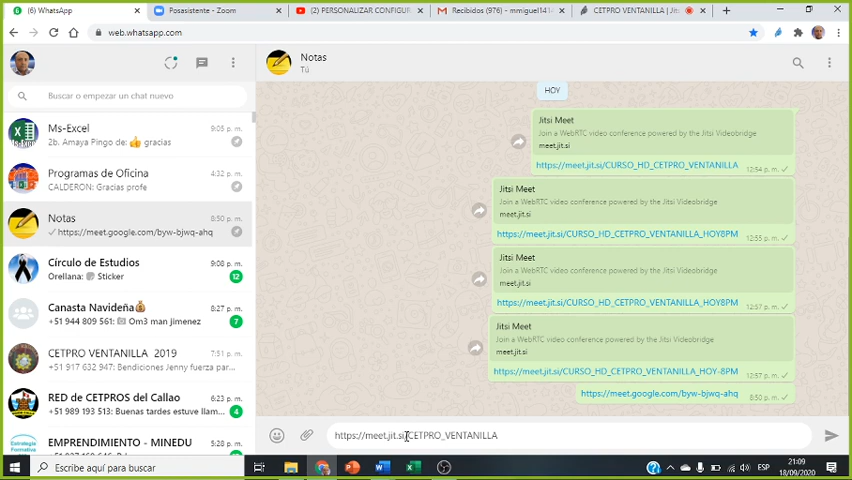 (6) WhatsApp
Posasistente - Zoom
(2) PERSONALIZAR CONFIGUR
Recibidos (976) - mmiguel141
CETPRO VENTANILLA | Jits
web.whatsapp.com
Buscar o empezar un chat nuevo
Ms-Excel
9:05 p. m.
2b. Amaya Pingo de: 👍 gracias
Programas de Oficina
4:32 p. m.
CALDERON: Gracias profe
Notas
8:50 p. m.
https://meet.google.com/byw-bjwq-ahq
Círculo de Estudios
9:08 p. m.
Orellana: Sticker
12
Canasta Navideña💰
8:27 p. m.
+51 944 809 561: Om3 man jimenez
7
CETPRO VENTANILLA 2019
7:51 p. m.
+51 917 632 947: Bendiciones Jenny fuerza par...
RED de CETPROS del Callao
6:23 p. m.
+51 989 193 513: Buenas tardes estuve llam...
4
EMPRENDIMIENTO - MINEDU
5:28 p. m.
Notas
Tú
HOY
Jitsi Meet
Join a WebRTC video conference powered by the Jitsi Videobridge
meet.jit.si
https://meet.jit.si/CURSO_HD_CETPRO_VENTANILLA
12:54 p. m.
Jitsi Meet
Join a WebRTC video conference powered by the Jitsi Videobridge
meet.jit.si
https://meet.jit.si/CURSO_HD_CETPRO_VENTANILLA_HOY8PM
12:55 p. m.
Jitsi Meet
Join a WebRTC video conference powered by the Jitsi Videobridge
meet.jit.si
https://meet.jit.si/CURSO_HD_CETPRO_VENTANILLA_HOY8PM
12:57 p. m.
Jitsi Meet
Join a WebRTC video conference powered by the Jitsi Videobridge
meet.jit.si
https://meet.jit.si/CURSO_HD_CETPRO_VENTANILLA_HOY-8PM
12:57 p. m.
https://meet.google.com/byw-bjwq-ahq
8:50 p. m.
https://meet.jit.si/CETPRO_VENTANILLA
Escribe aquí para buscar
ESP
21:09
18/09/2020